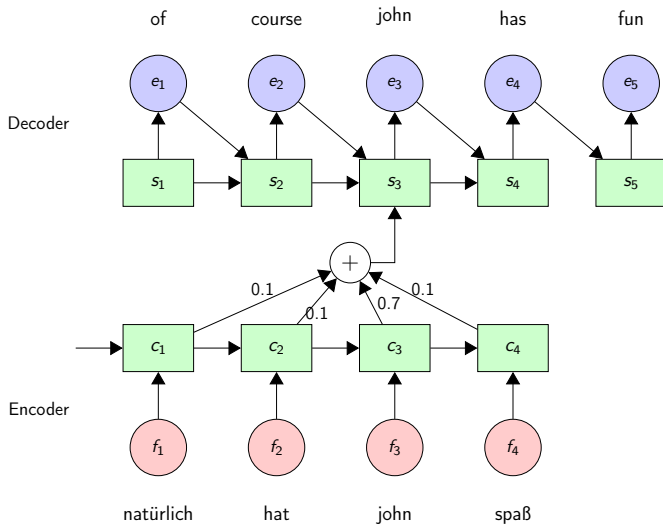 of course john has fun
e1 e2 e3 e4 e5
Decoder
s1 s2 s3 s4 s5
+
0.1 0.1 0.7 0.1
c1 c2 c3 c4
Encoder
f1 f2 f3 f4
natürlich hat john spaß